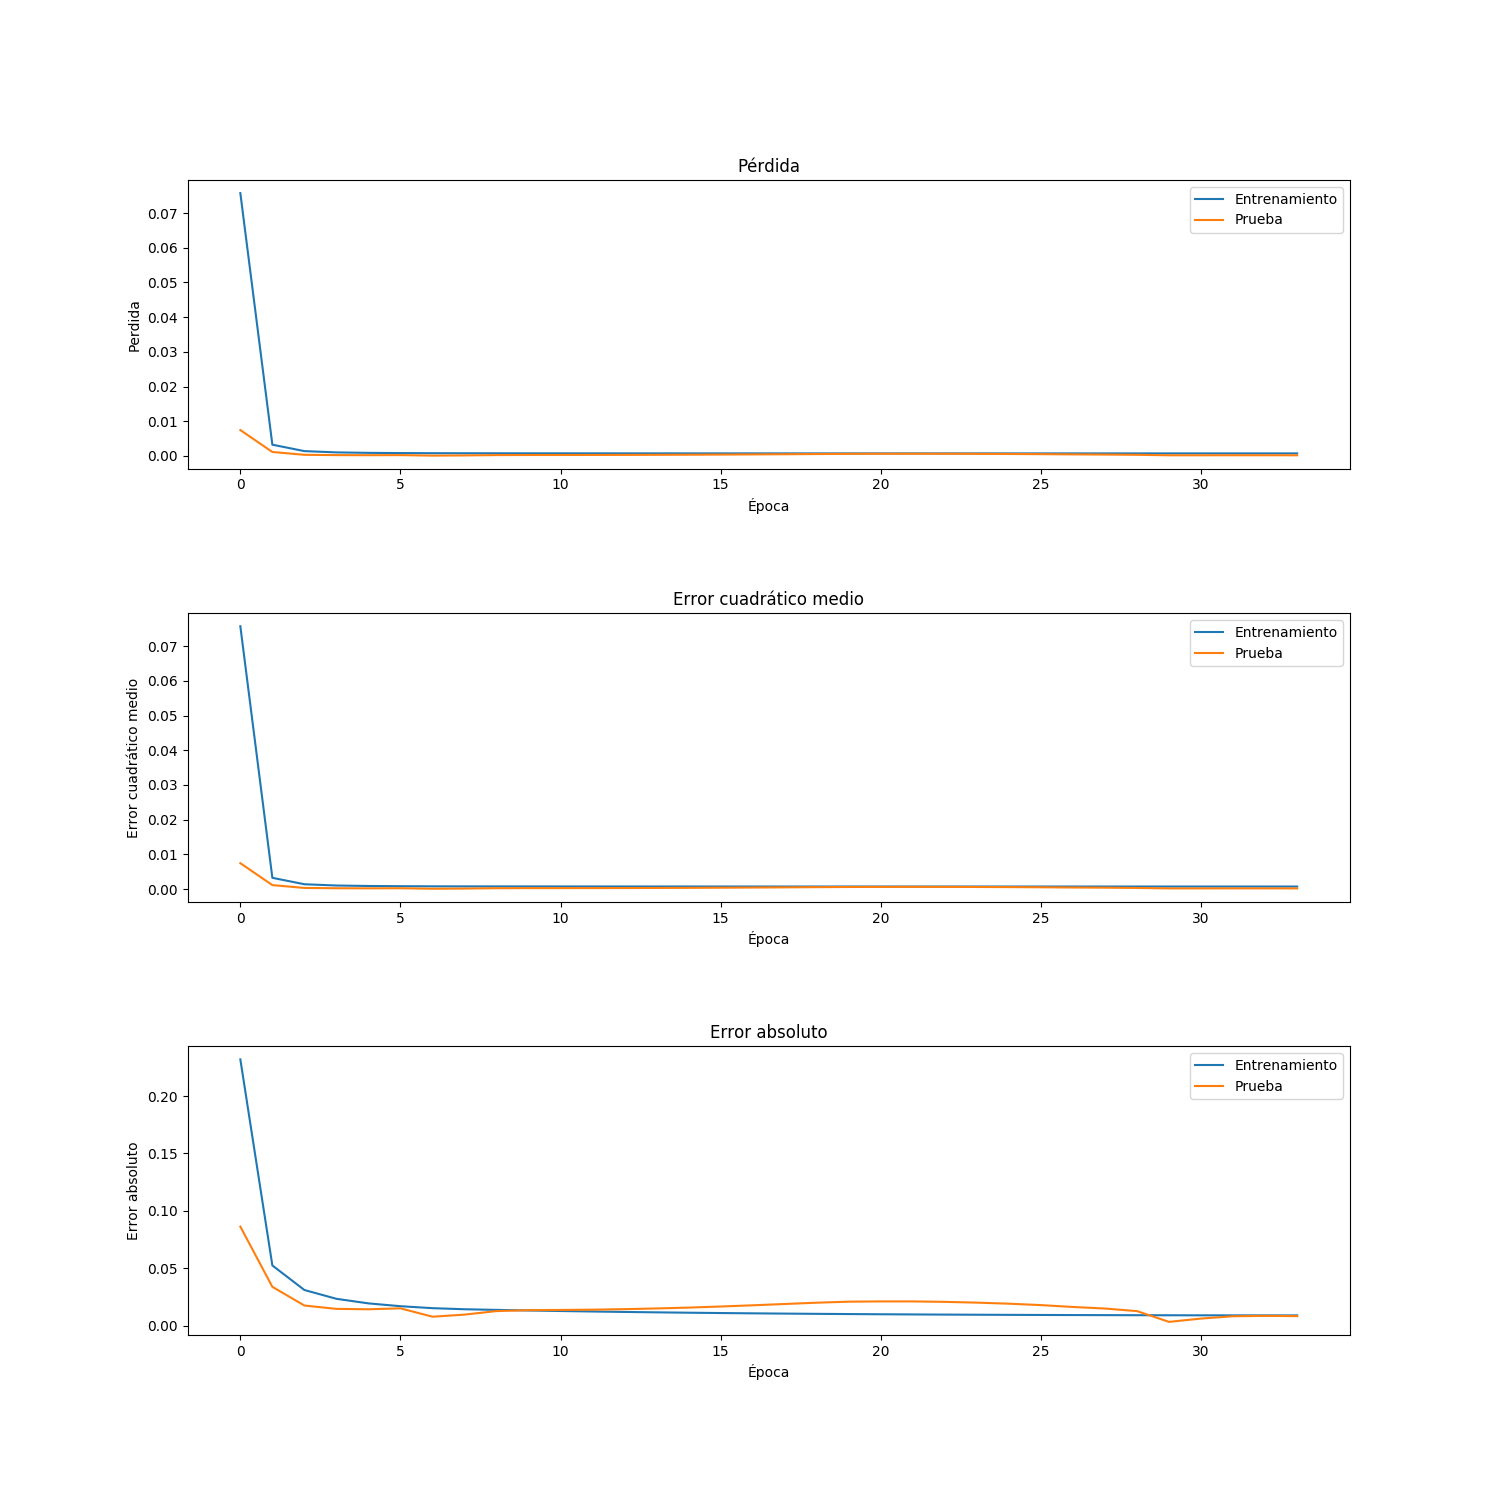 Pérdida
Entrenamiento
Prueba
0.07
0.06
0.05
0.04
0.03
0.02
0.01
0.00
Perdida
0 5 10 15 20 25 30
Época
Error cuadrático medio
Entrenamiento
Prueba
0.07
0.06
0.05
0.04
0.03
0.02
0.01
0.00
Error cuadrático medio
0 5 10 15 20 25 30
Época
Error absoluto
Entrenamiento
Prueba
0.20
0.15
0.10
0.05
0.00
Error absoluto
0 5 10 15 20 25 30
Época